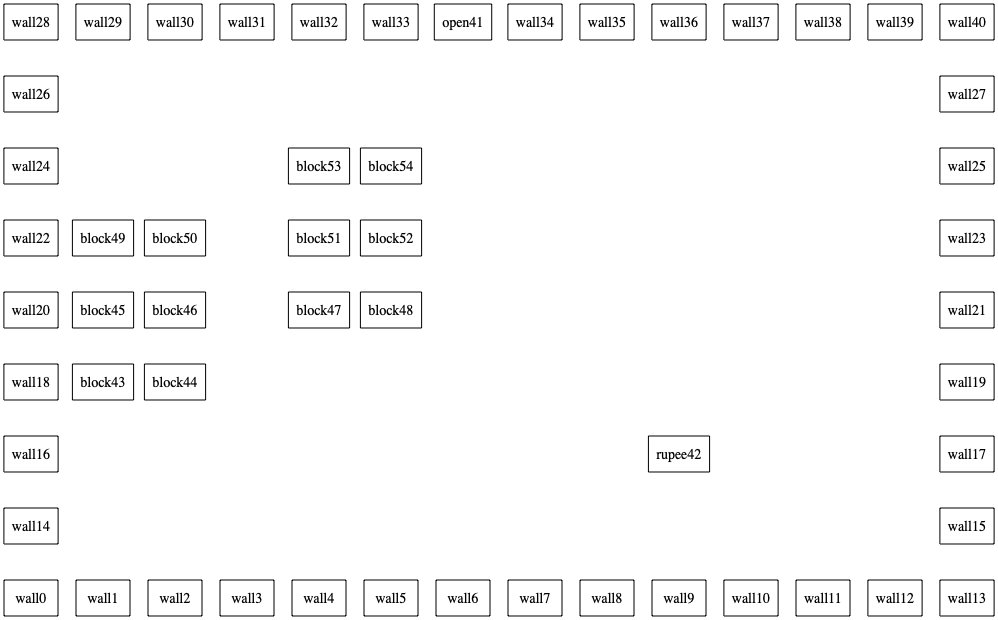 wall28 wall29 wall30 wall31 wall32 wall33 open41 wall34 wall35 wall36 wall37 wall38 wall39 wall40
wall26 wall27
wall24 block53 block54 wall25
wall22 block49 block50 block51 block52 wall23
wall20 block45 block46 block47 block48 wall21
wall18 block43 block44 wall19
wall16 rupee42 wall17
wall14 wall15
wall0 wall1 wall2 wall3 wall4 wall5 wall6 wall7 wall8 wall9 wall10 wall11 wall12 wall13